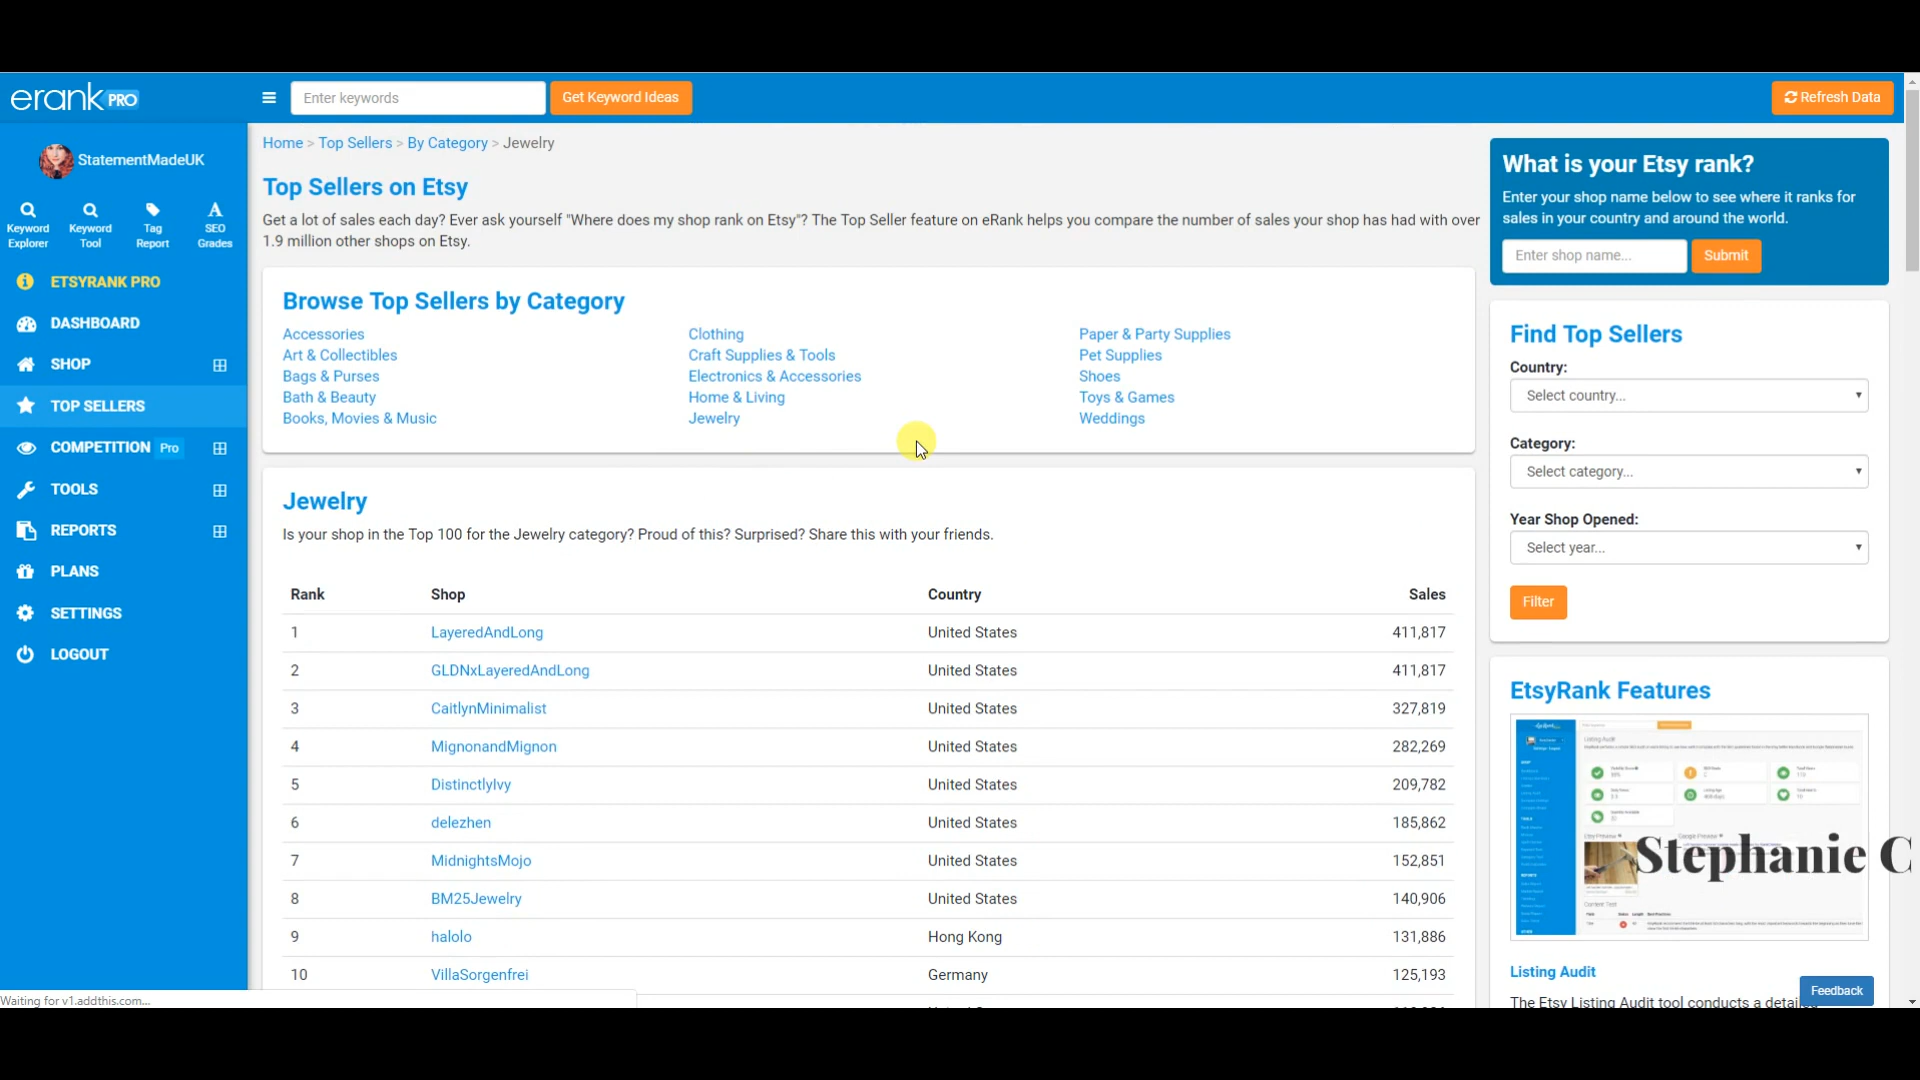 erank PRO
Enter keywords
Get Keyword Ideas
Refresh Data
StatementMadeUK
Keyword Explorer
Keyword Tool
Tag Report
SEO Grades
ETSYRANK PRO
DASHBOARD
SHOP
TOP SELLERS
COMPETITION Pro
TOOLS
REPORTS
PLANS
SETTINGS
LOGOUT
Home > Top Sellers > By Category > Jewelry
Top Sellers on Etsy
Get a lot of sales each day? Ever ask yourself "Where does my shop rank on Etsy"? The Top Seller feature on eRank helps you compare the number of sales your shop has had with over
1.9 million other shops on Etsy.
Browse Top Sellers by Category
Accessories
Art & Collectibles
Bags & Purses
Bath & Beauty
Books, Movies & Music
Clothing
Craft Supplies & Tools
Electronics & Accessories
Home & Living
Jewelry
Paper & Party Supplies
Pet Supplies
Shoes
Toys & Games
Weddings
Jewelry
Is your shop in the Top 100 for the Jewelry category? Proud of this? Surprised? Share this with your friends.
Rank Shop Country Sales
1 LayeredAndLong United States 411,817
2 GLDNxLayeredAndLong United States 411,817
3 CaitlynMinimalist United States 327,819
4 MignonandMignon United States 282,269
5 DistinctlyIvy United States 209,782
6 delezhen United States 185,862
7 MidnightsMojo United States 152,851
8 BM25Jewelry United States 140,906
9 halolo Hong Kong 131,886
10 VillaSorgenfrei Germany 125,193
What is your Etsy rank?
Enter your shop name below to see where it ranks for
sales in your country and around the world.
Enter shop name...
Submit
Find Top Sellers
Country:
Select country...
Category:
Select category...
Year Shop Opened:
Select year...
Filter
EtsyRank Features
Listing Audit
Stephanie C
Listing Audit
The Etsy Listing Audit tool conducts a
Feedback
Waiting for v1.addthis.com...